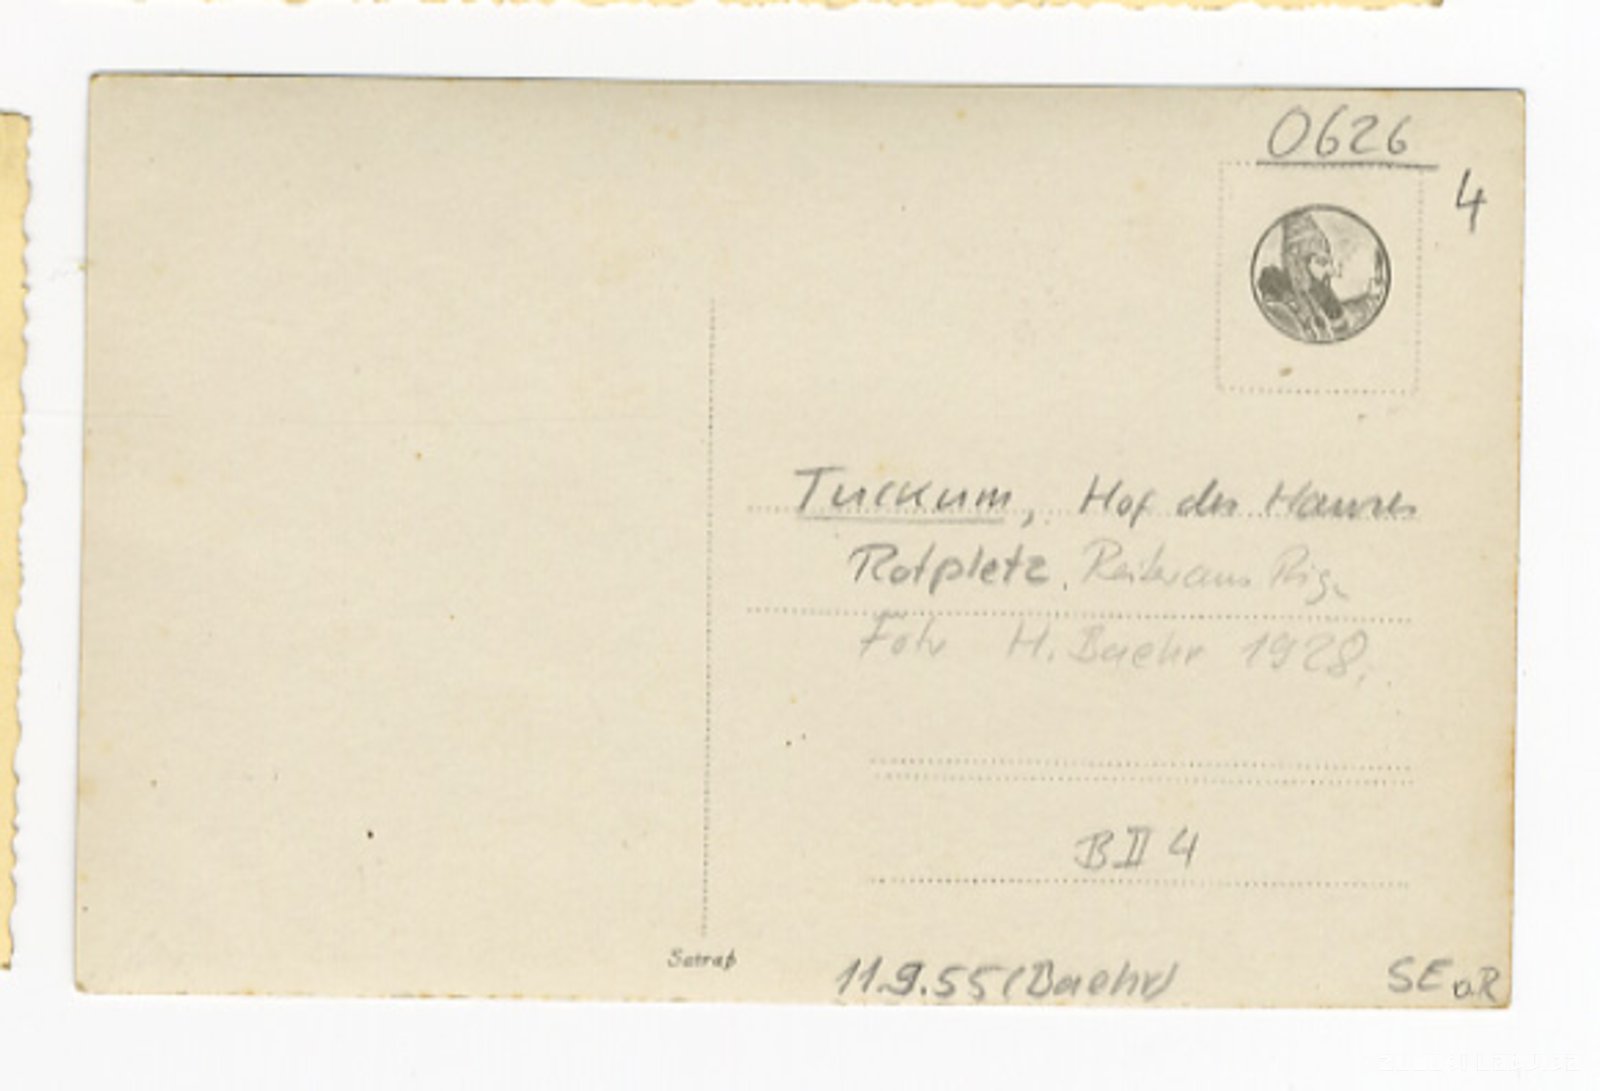 0626
4
Tuckum, Hof des Hauses
Rotpletz. Reiter aus Riga
Foto H. Baehr 1928.
B II 4
Satrap
11.9.55 (Baehr)
SE